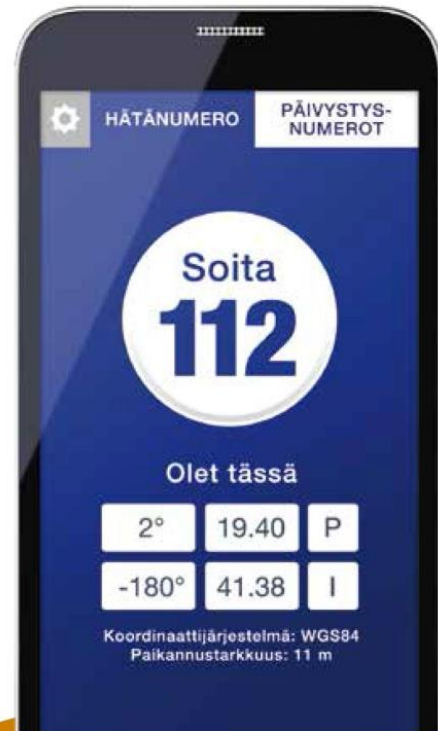 HÄTÄNUMERO
PÄIVYSTYS-
NUMEROT
Soita
112
Olet tässä
2° 19.40 P
-180° 41.38 I
Koordinaattijärjestelmä: WGS84
Paikannustarkkuus: 11 m